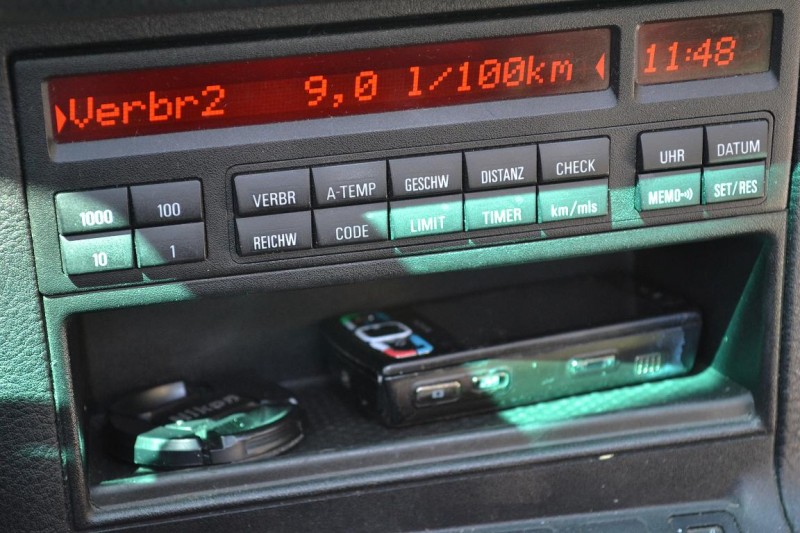 Verbr2 9,0 l/100km
11:48
1000 100
10 1
VERBR A-TEMP GESCHW DISTANZ CHECK
REICHW CODE LIMIT TIMER km/mls
UHR DATUM
MEMO SET/RES
Nikon